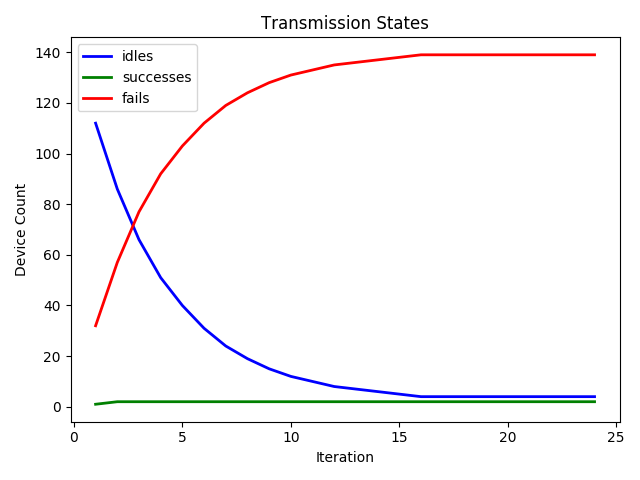 Transmission States
idles
successes
fails
Device Count
140
120
100
80
60
40
20
0
0 5 10 15 20 25
Iteration